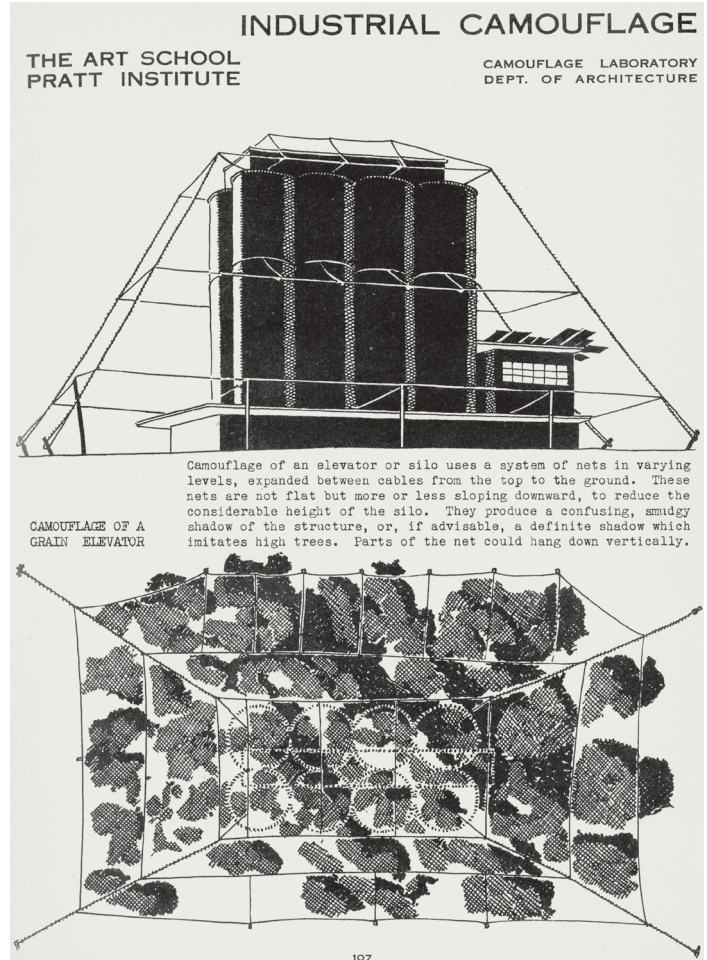 INDUSTRIAL CAMOUFLAGE
THE ART SCHOOL
PRATT INSTITUTE
CAMOUFLAGE LABORATORY
DEPT. OF ARCHITECTURE
Camouflage of an elevator or silo uses a system of nets in varying
levels, expanded between cables from the top to the ground. These
nets are not flat but more or less sloping downward, to reduce the
considerable height of the silo. They produce a confusing, smudgy
shadow of the structure, or, if advisable, a definite shadow which
imitates high trees. Parts of the net could hang down vertically.
CAMOUFLAGE OF A
GRAIN ELEVATOR
107